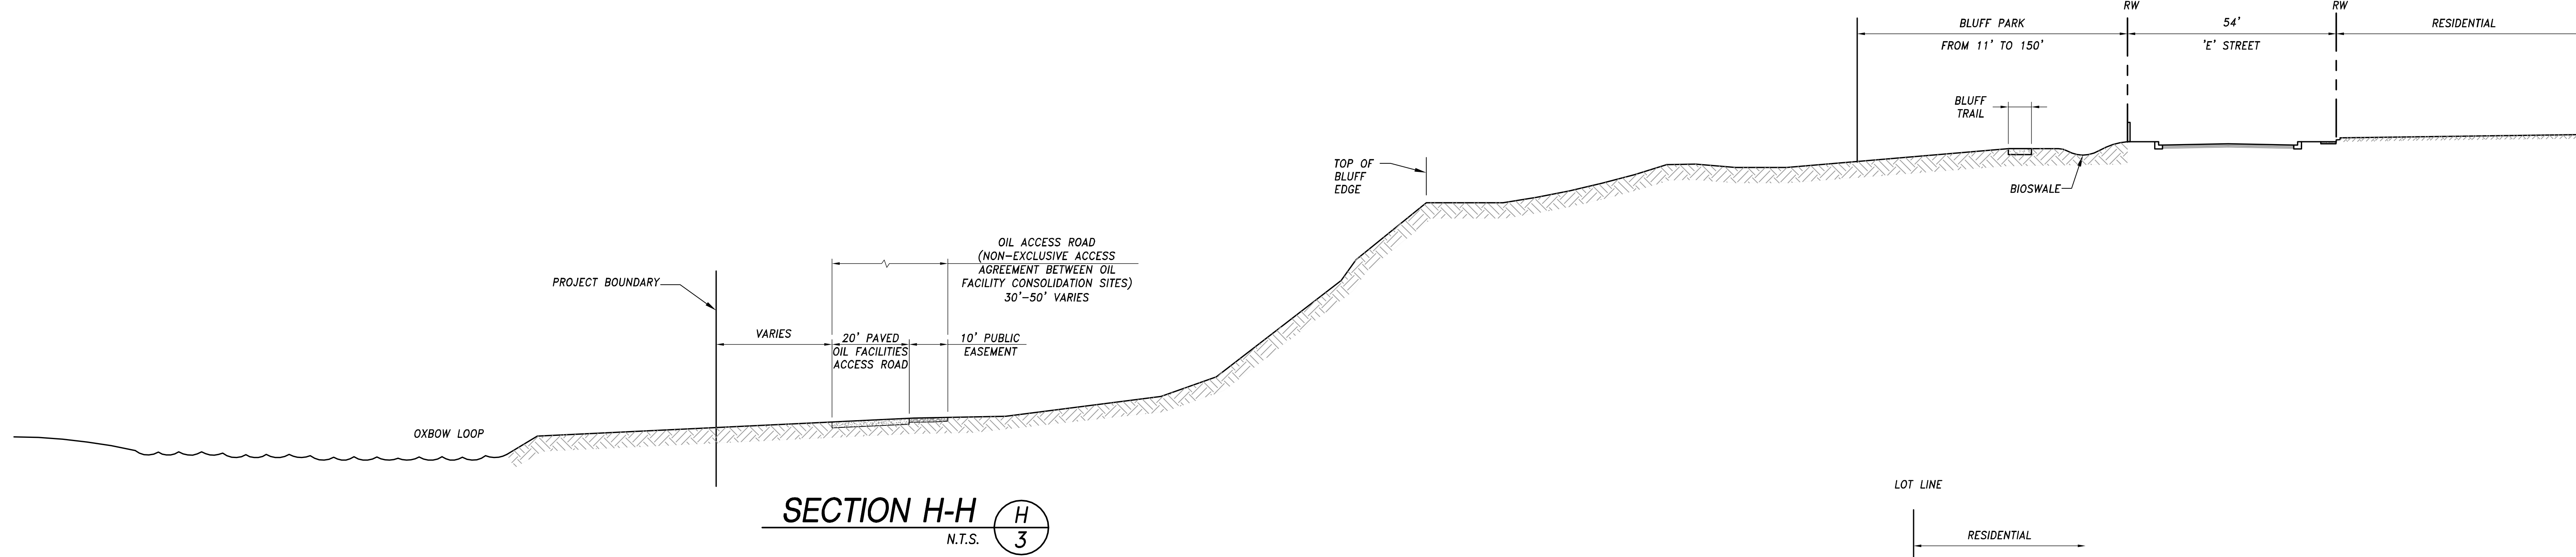 RW
RW
BLUFF PARK
FROM 11' TO 150'
54'
'E' STREET
RESIDENTIAL
BLUFF
TRAIL
TOP OF
BLUFF
EDGE
BIOSWALE
OIL ACCESS ROAD
(NON-EXCLUSIVE ACCESS
AGREEMENT BETWEEN OIL
FACILITY CONSOLIDATION SITES)
30'-50' VARIES
PROJECT BOUNDARY
VARIES
20' PAVED
OIL FACILITIES
ACCESS ROAD
10' PUBLIC
EASEMENT
OXBOW LOOP
SECTION H-H
N.T.S.
H
3
LOT LINE
RESIDENTIAL